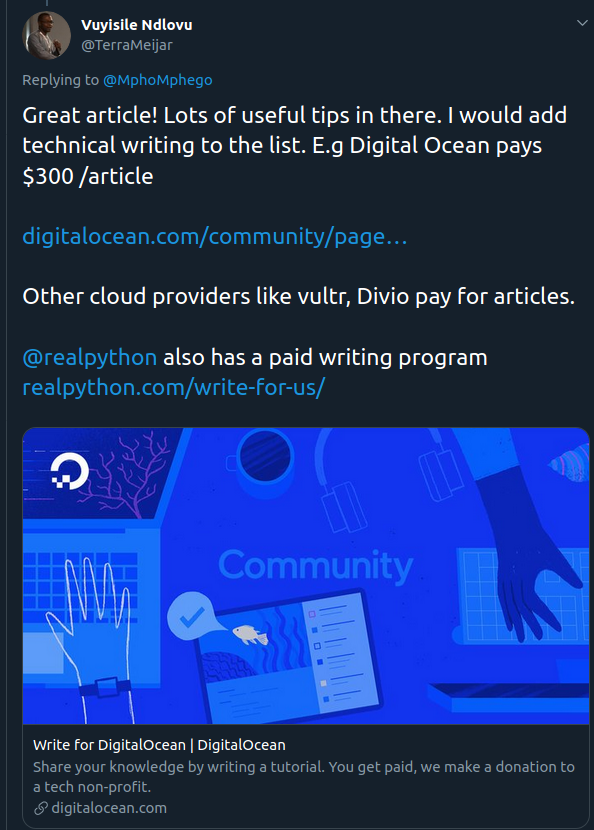 Vuyisile Ndlovu
@TerraMeijar
Replying to @MphoMphego
Great article! Lots of useful tips in there. I would add
technical writing to the list. E.g Digital Ocean pays
$300 /article
digitalocean.com/community/page…
Other cloud providers like vultr, Divio pay for articles.
@realpython also has a paid writing program
realpython.com/write-for-us/
Community
Write for DigitalOcean | DigitalOcean
Share your knowledge by writing a tutorial. You get paid, we make a donation to
a tech non-profit.
digitalocean.com